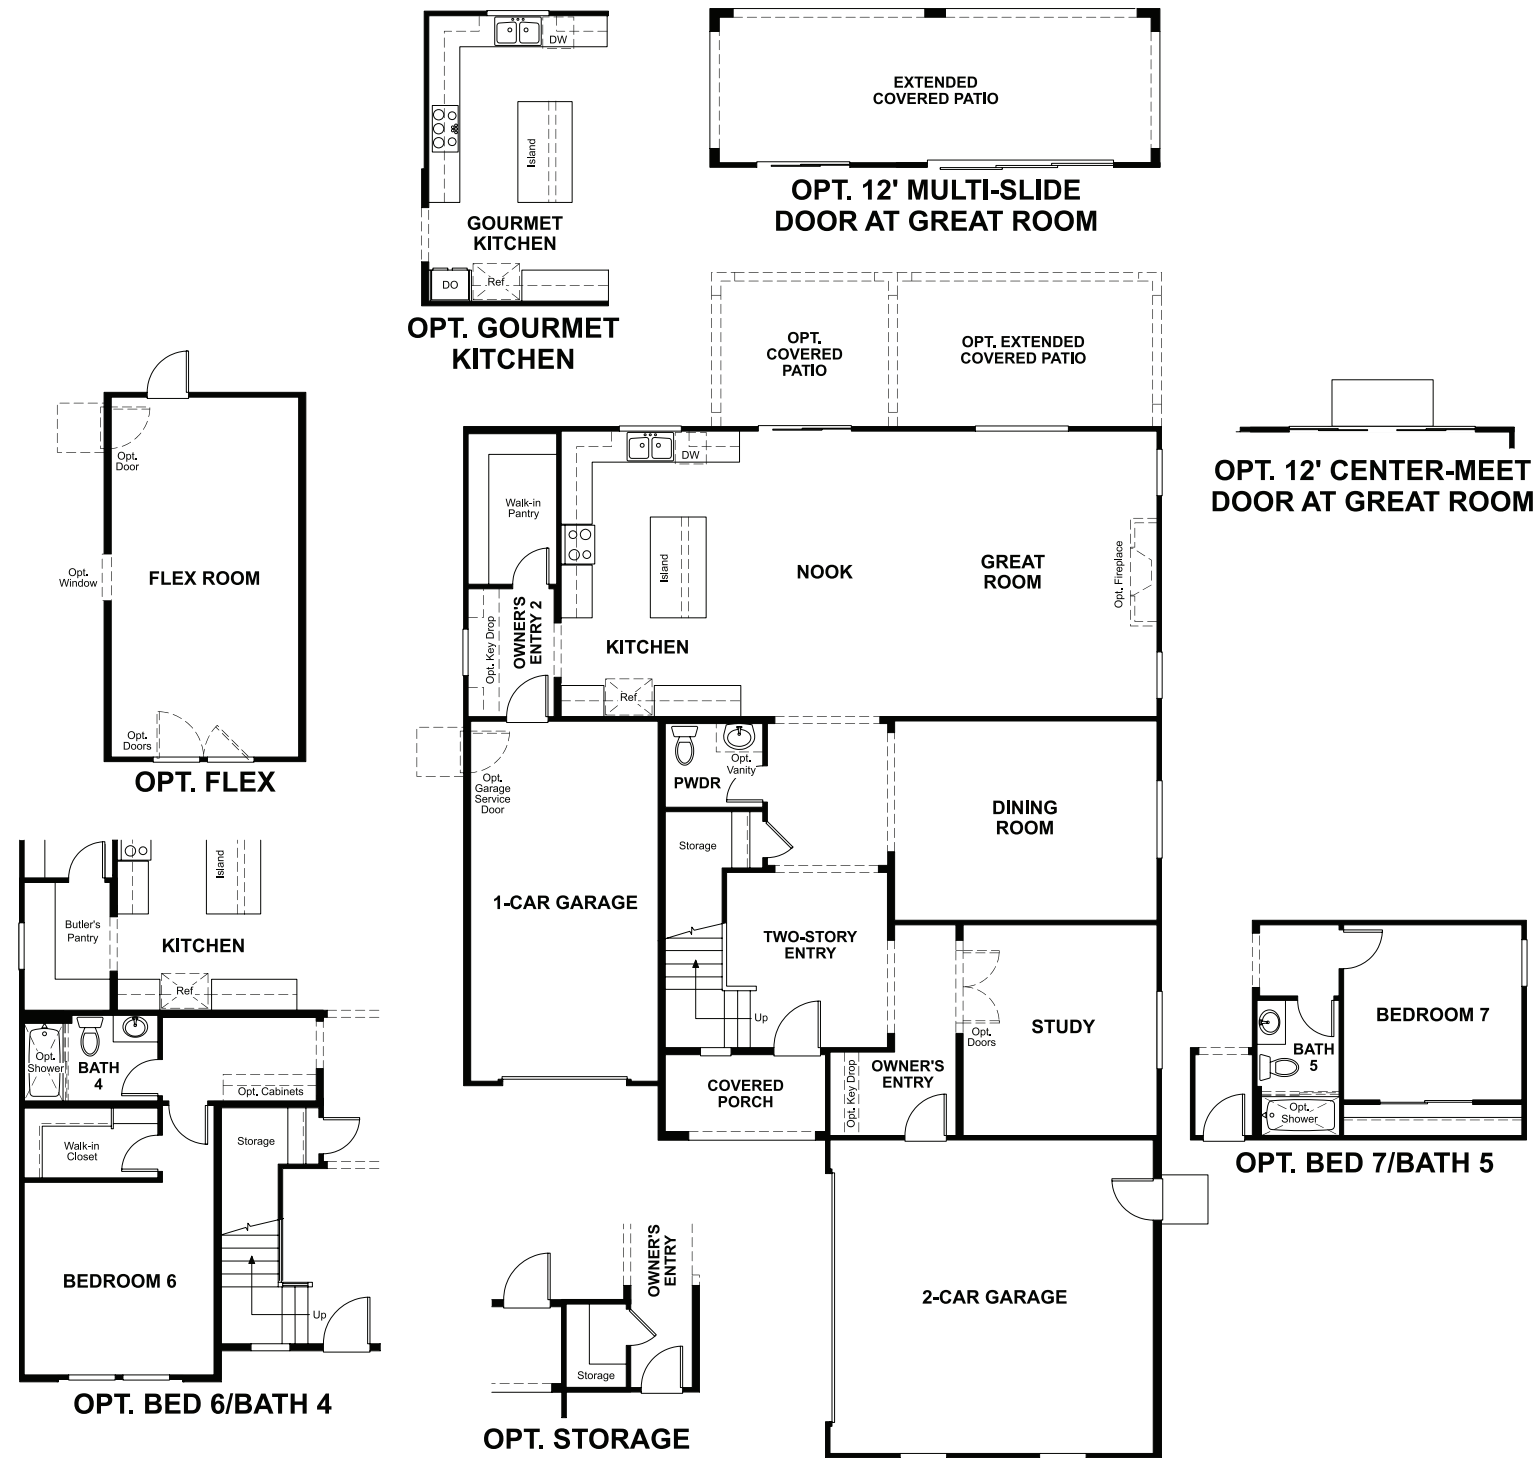 DW
Island
GOURMET
KITCHEN
DO
Ref
OPT. GOURMET
KITCHEN
EXTENDED
COVERED PATIO
OPT. 12' MULTI-SLIDE
DOOR AT GREAT ROOM
OPT.
COVERED
PATIO
OPT. EXTENDED
COVERED PATIO
OPT. 12' CENTER-MEET
DOOR AT GREAT ROOM
Opt.
Door
Opt.
Window
FLEX ROOM
Opt.
Doors
OPT. FLEX
DW
Walk-in
Pantry
Island
NOOK
GREAT
ROOM
Opt. Fireplace
Opt. Key Drop
OWNER'S
ENTRY 2
KITCHEN
Ref
Opt.
Garage
Service
Door
PWDR
Opt.
Vanity
DINING
ROOM
Storage
1-CAR GARAGE
TWO-STORY
ENTRY
Up
Opt.
Doors
STUDY
COVERED
PORCH
Opt. Key Drop
OWNER'S
ENTRY
2-CAR GARAGE
Island
Butler's
Pantry
KITCHEN
Ref
Opt.
Shower
BATH
4
Opt. Cabinets
Walk-in
Closet
Storage
BEDROOM 6
Up
OPT. BED 6/BATH 4
OWNER'S
ENTRY
Storage
OPT. STORAGE
BEDROOM 7
BATH
5
Opt.
Shower
OPT. BED 7/BATH 5